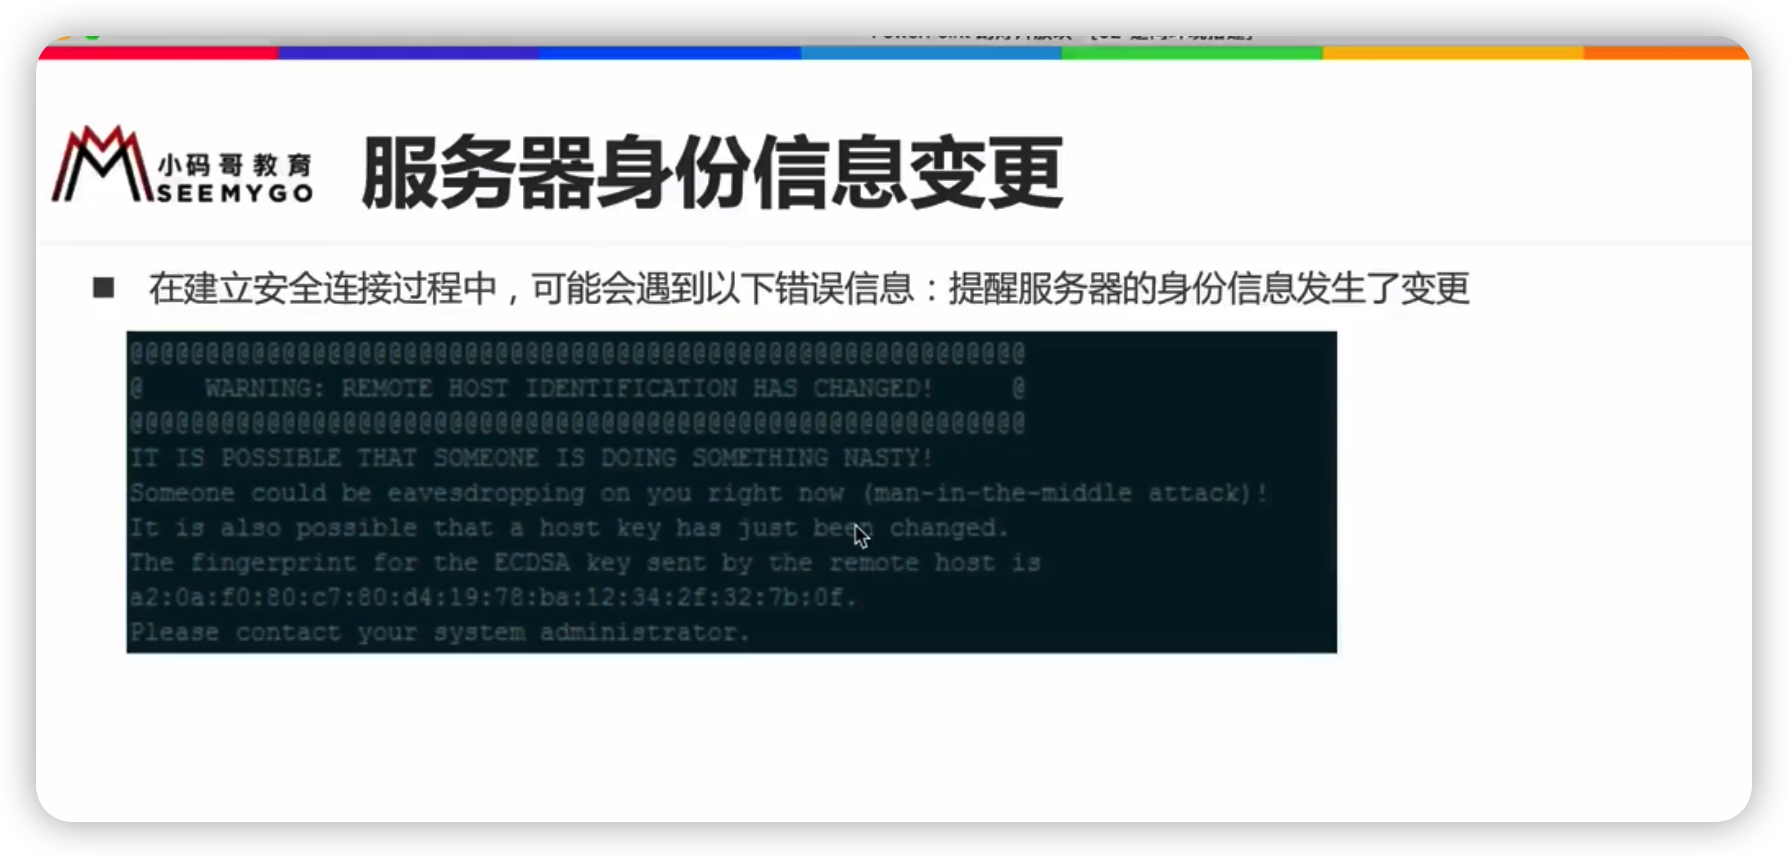 小码哥教育
SEEMYGO
服务器身份信息变更
在建立安全连接过程中，可能会遇到以下错误信息：提醒服务器的身份信息发生了变更
@@@@@@@@@@@@@@@@@@@@@@@@@@@@@@@@@@@@@@@@@@@@@@@@@@@@@@@@@@@
@    WARNING: REMOTE HOST IDENTIFICATION HAS CHANGED!     @
@@@@@@@@@@@@@@@@@@@@@@@@@@@@@@@@@@@@@@@@@@@@@@@@@@@@@@@@@@@
IT IS POSSIBLE THAT SOMEONE IS DOING SOMETHING NASTY!
Someone could be eavesdropping on you right now (man-in-the-middle attack)!
It is also possible that a host key has just been changed.
The fingerprint for the ECDSA key sent by the remote host is
a2:0a:f0:80:c7:80:d4:19:78:ba:12:34:2f:32:7b:0f.
Please contact your system administrator.